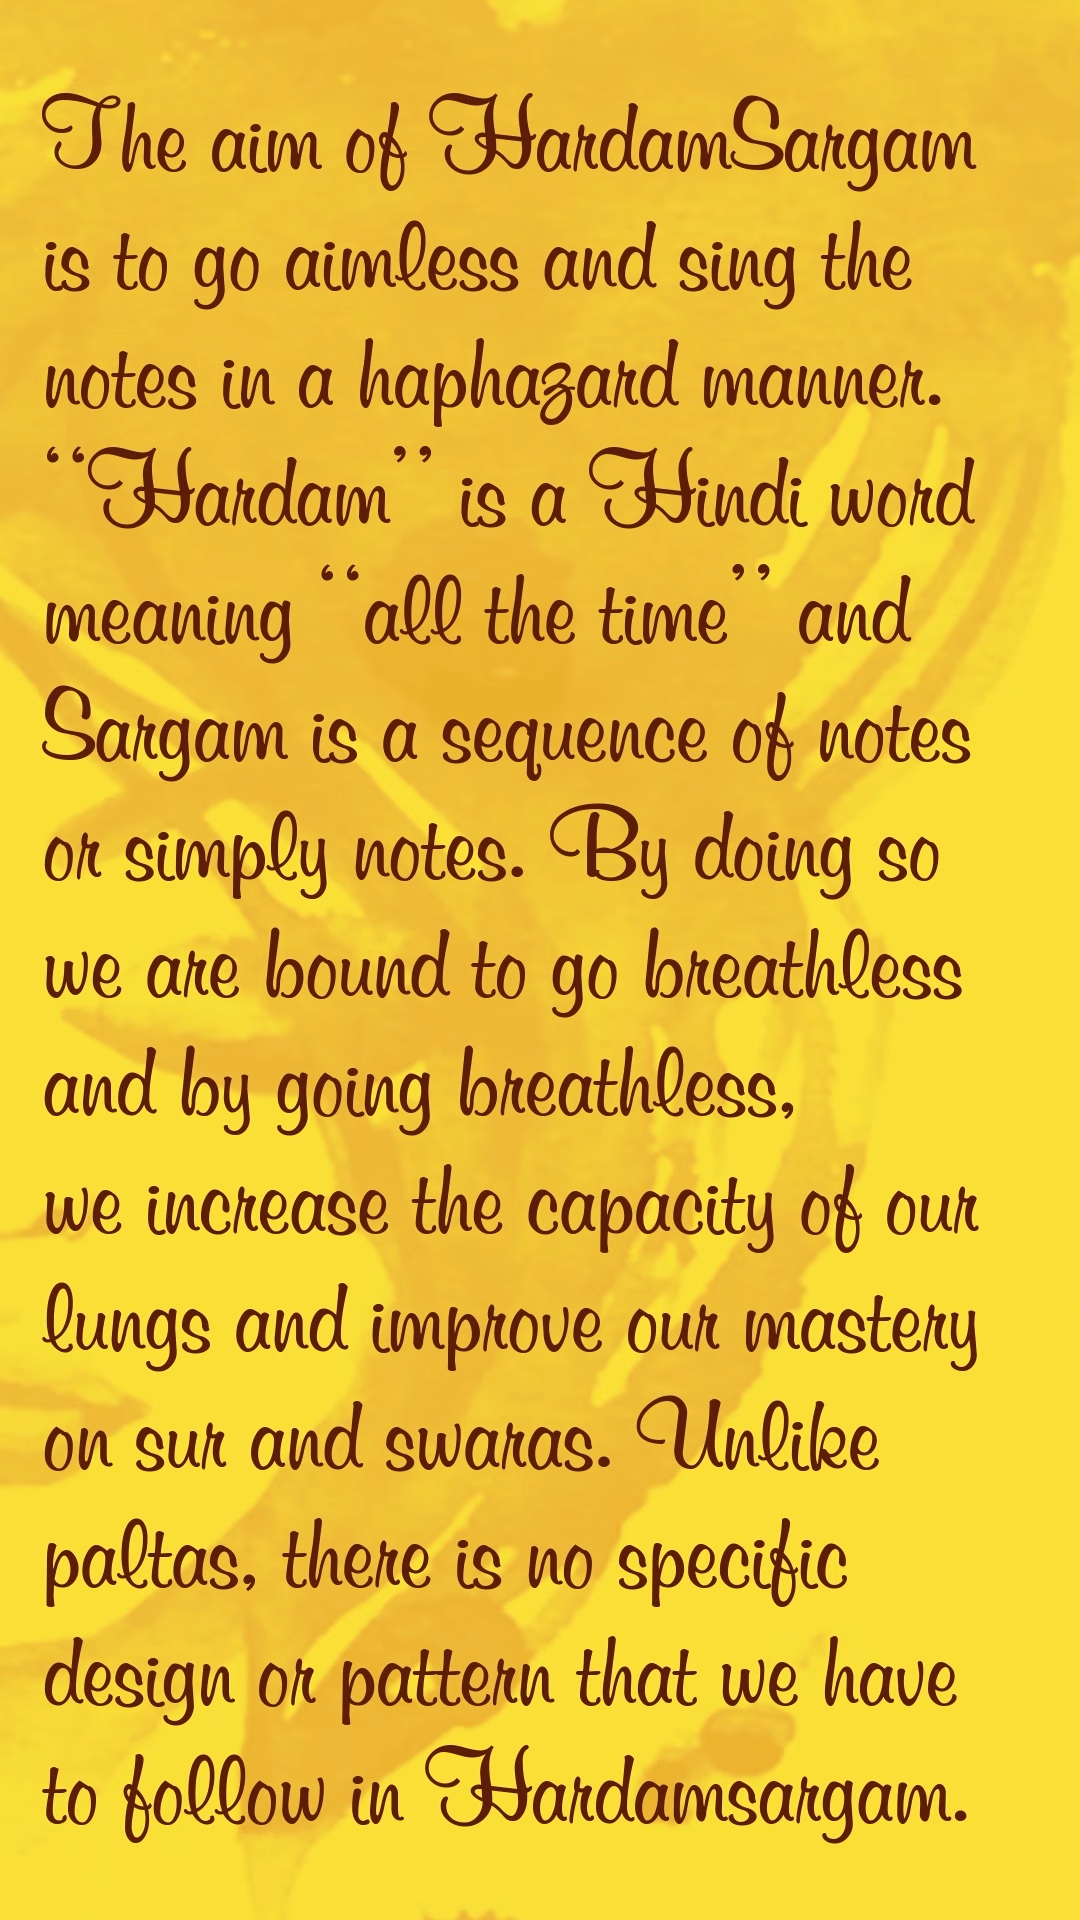 The aim of HardamSargam
is to go aimless and sing the
notes in a haphazard manner.
“Hardam” is a Hindi word
meaning “all the time” and
Sargam is a sequence of notes
or simply notes. By doing so
we are bound to go breathless
and by going breathless,
we increase the capacity of our
lungs and improve our mastery
on sur and swaras. Unlike
paltas, there is no specific
design or pattern that we have
to follow in Hardamsargam.